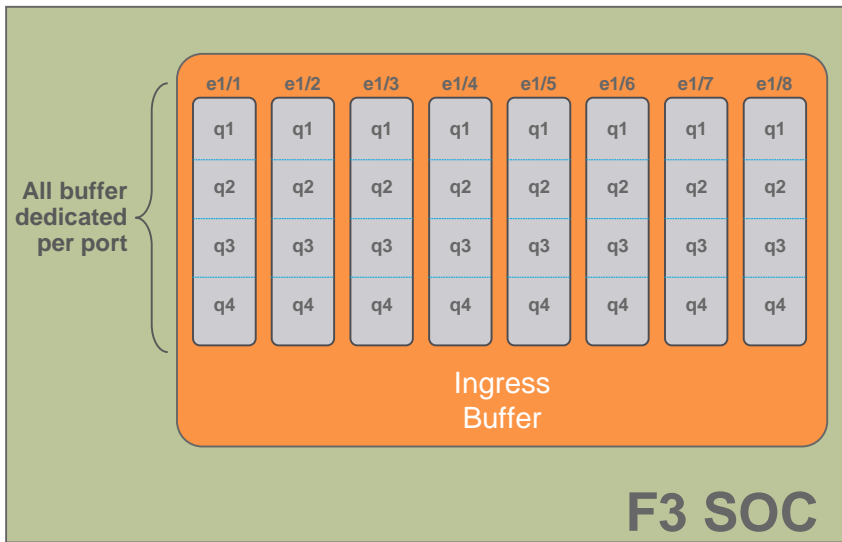 e1/1 e1/2 e1/3 e1/4 e1/5 e1/6 e1/7 e1/8
q1 q1 q1 q1 q1 q1 q1 q1
q2 q2 q2 q2 q2 q2 q2 q2
q3 q3 q3 q3 q3 q3 q3 q3
q4 q4 q4 q4 q4 q4 q4 q4
All buffer
dedicated
per port
Ingress
Buffer
F3 SOC